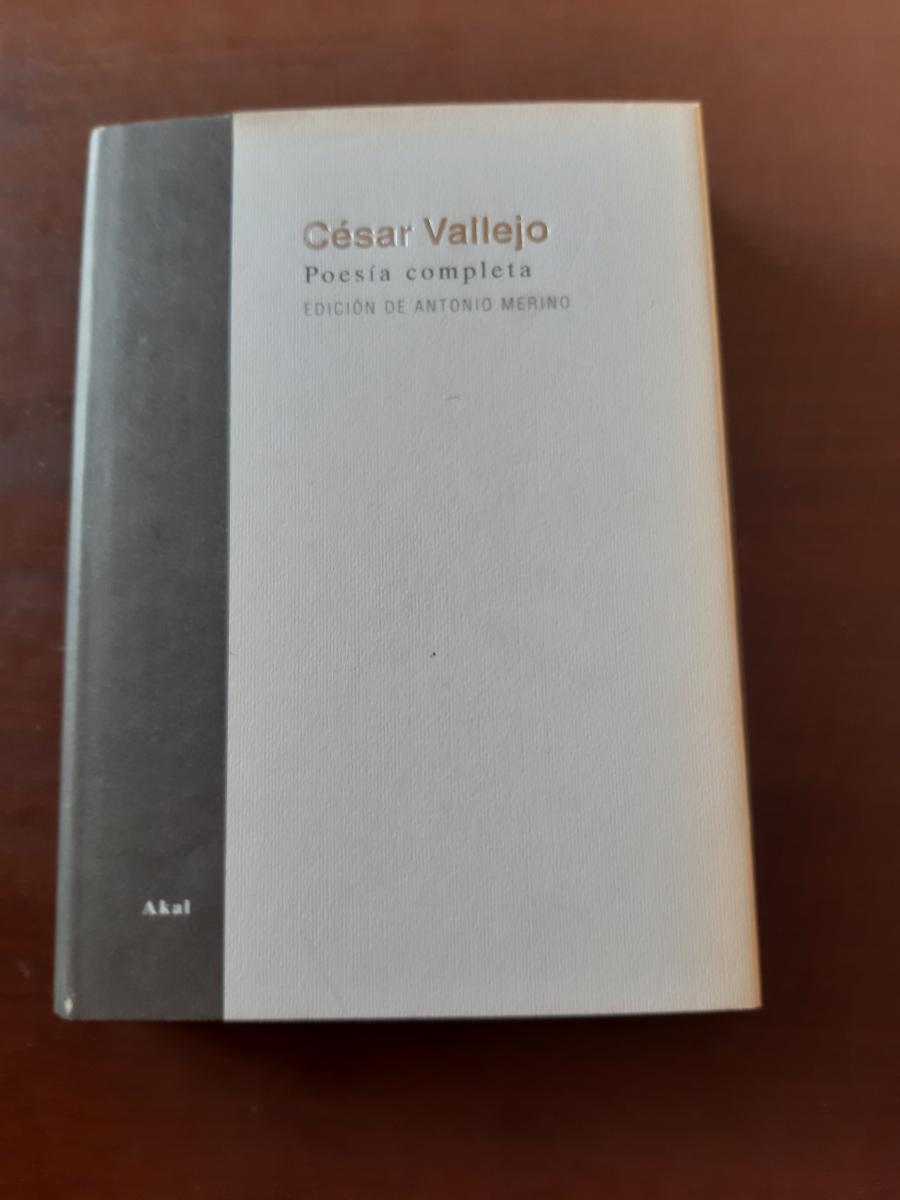 César Vallejo
Poesía completa
EDICIÓN DE ANTONIO MERINO
Akal